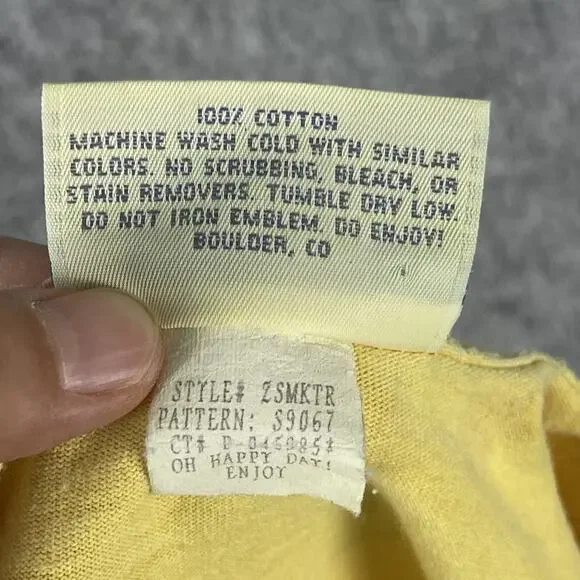 100% COTTON
MACHINE WASH COLD WITH SIMILAR
COLORS. NO SCRUBBING, BLEACH, OR
STAIN REMOVERS. TUMBLE DRY LOW.
DO NOT IRON EMBLEM. DO ENJOY!
BOULDER, CO
STYLE# ZSMKTR
PATTERN: S9067
CT#
OH HAPPY DAY!
ENJOY